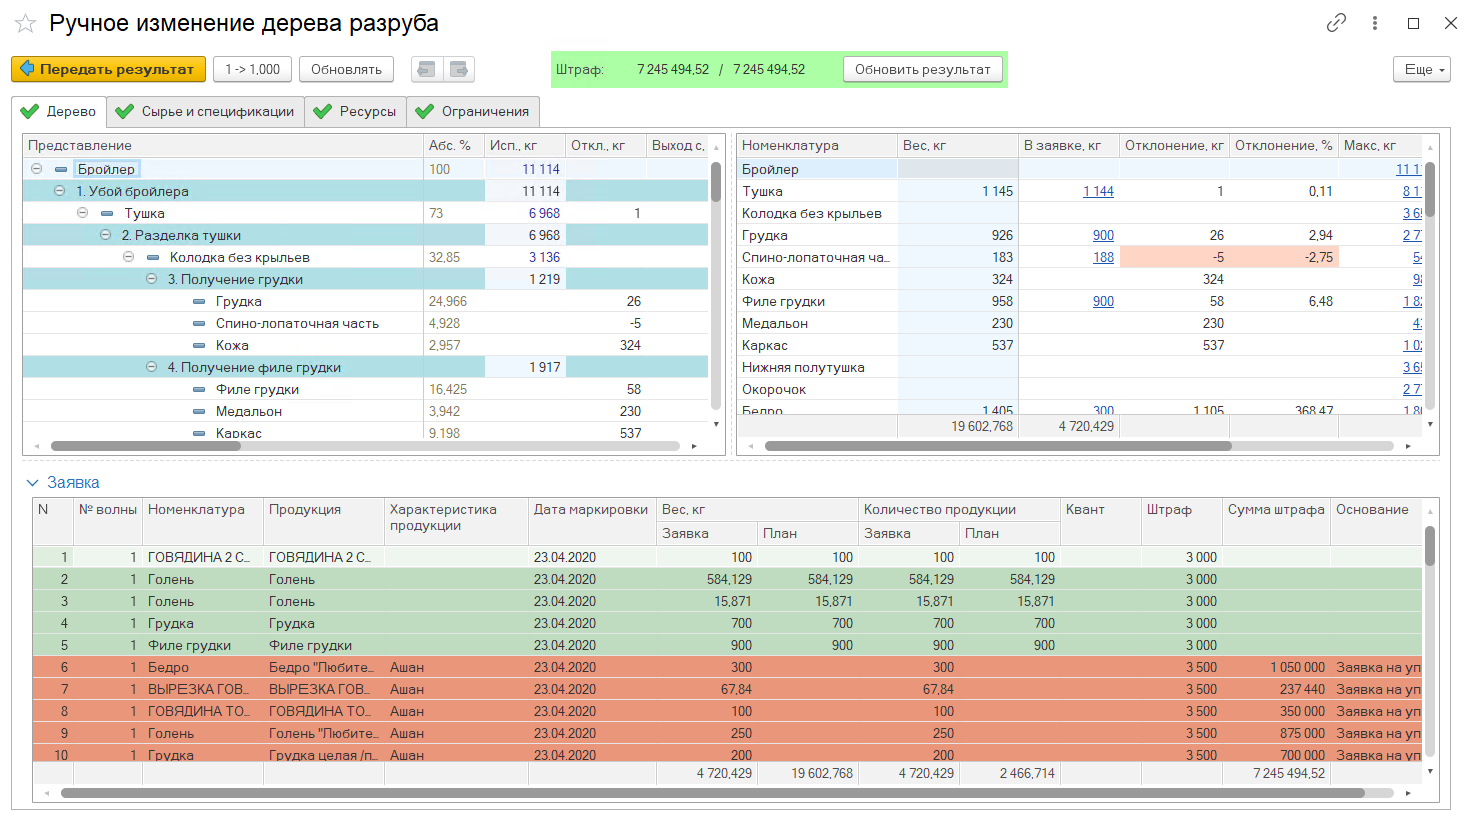 Ручное изменение дерева разруба
Передать результат 1 -> 1,000 Обновлять Штраф: 7 245 494,52 / 7 245 494,52 Обновить результат Еще
Дерево Сырье и спецификации Ресурсы Ограничения
Представление Абс. % Исп., кг Откл., кг Выход с,
Бройлер 100 11 114
1. Убой бройлера 11 114
Тушка 73 6 968 1
2. Разделка тушки 6 968
Колодка без крыльев 32,85 3 136
3. Получение грудки 1 219
Грудка 24,966 26
Спино-лопаточная часть 4,928 -5
Кожа 2,957 324
4. Получение филе грудки 1 917
Филе грудки 16,425 58
Медальон 3,942 230
Каркас 9,198 537
Номенклатура Вес, кг В заявке, кг Отклонение, кг Отклонение, % Макс, кг
Бройлер 11 1
Тушка 1 145 1 144 1 0,11 8 1
Колодка без крыльев 3 65
Грудка 926 900 26 2,94 2 7
Спино-лопаточная ча... 183 188 -5 -2,75 54
Кожа 324 324 98
Филе грудки 958 900 58 6,48 1 82
Медальон 230 230 43
Каркас 537 537 1 02
Нижняя полутушка 3 65
Окорочок 2 7
Бедро 1 405 300 1 105 368,47 1 80
19 602,768 4 720,429
Заявка
N № волны Номенклатура Продукция Характеристика продукции Дата маркировки Вес, кг Количество продукции Квант Штраф Сумма штрафа Основание
Заявка План Заявка План
1 1 ГОВЯДИНА 2 С... ГОВЯДИНА 2 С... 23.04.2020 100 100 100 100 3 000
2 1 Голень Голень 23.04.2020 584,129 584,129 584,129 584,129 3 000
3 1 Голень Голень 23.04.2020 15,871 15,871 15,871 15,871 3 000
4 1 Грудка Грудка 23.04.2020 700 700 700 700 3 000
5 1 Филе грудки Филе грудки 23.04.2020 900 900 900 900 3 000
6 1 Бедро Бедро "Любите... Ашан 23.04.2020 300 300 3 500 1 050 000 Заявка на уп
7 1 ВЫРЕЗКА ГОВ... ВЫРЕЗКА ГОВ... Ашан 23.04.2020 67,84 67,84 3 500 237 440 Заявка на уп
8 1 ГОВЯДИНА ТО... ГОВЯДИНА ТО... Ашан 23.04.2020 100 100 3 500 350 000 Заявка на уп
9 1 Голень Голень "Любите... Ашан 23.04.2020 250 250 3 500 875 000 Заявка на уп
10 1 Грудка Грудка целая /п... Ашан 23.04.2020 200 200 3 500 700 000 Заявка на уп
4 720,429 19 602,768 4 720,429 2 466,714 7 245 494,52